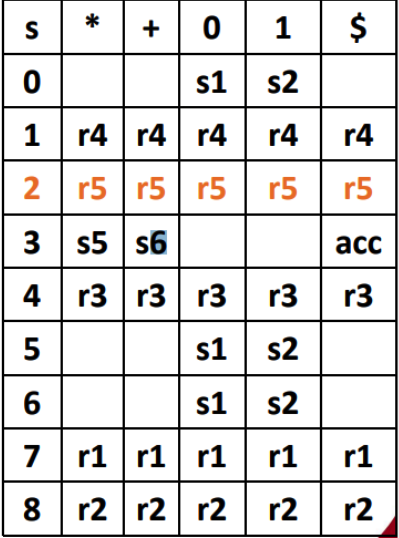 s * + 0 1 $
0 s1 s2
1 r4 r4 r4 r4 r4
2 r5 r5 r5 r5 r5
3 s5 s6 acc
4 r3 r3 r3 r3 r3
5 s1 s2
6 s1 s2
7 r1 r1 r1 r1 r1
8 r2 r2 r2 r2 r2